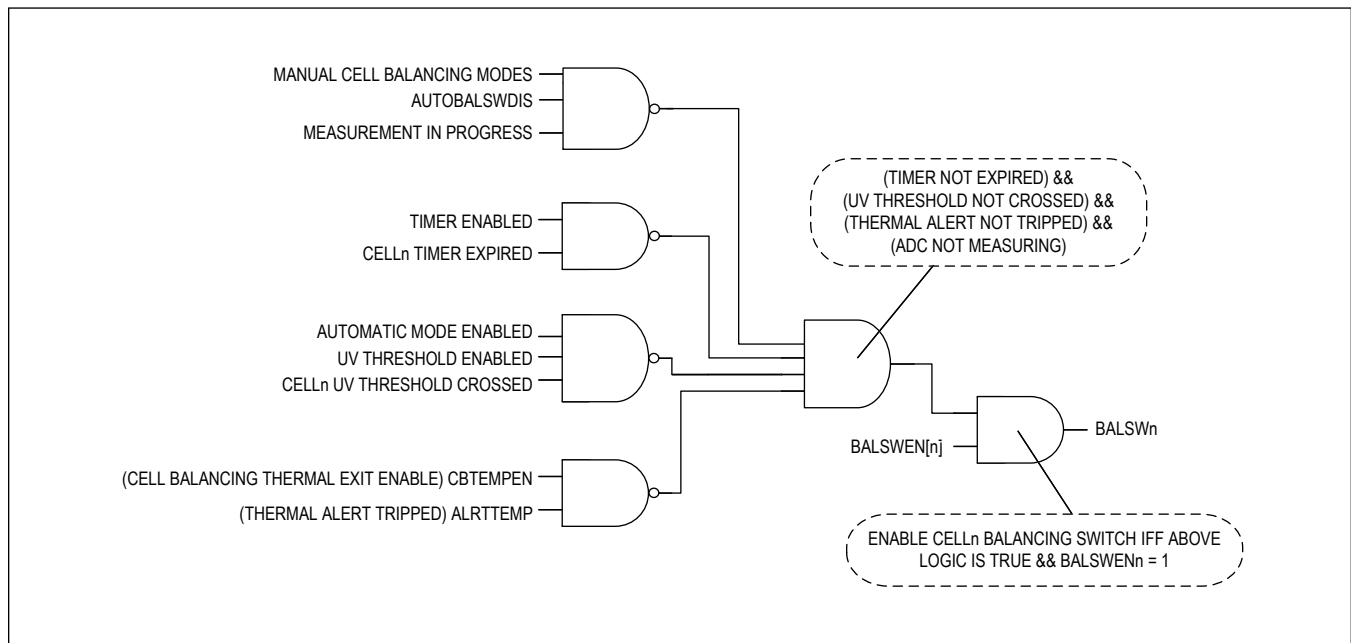 MANUAL CELL BALANCING MODES
AUTOBALSWDIS
MEASUREMENT IN PROGRESS
TIMER ENABLED
CELLn TIMER EXPIRED
AUTOMATIC MODE ENABLED
UV THRESHOLD ENABLED
CELLn UV THRESHOLD CROSSED
(CELL BALANCING THERMAL EXIT ENABLE) CBTEMPEN
(THERMAL ALERT TRIPPED) ALRTTEMP
(TIMER NOT EXPIRED) &&
(UV THRESHOLD NOT CROSSED) &&
(THERMAL ALERT NOT TRIPPED) &&
(ADC NOT MEASURING)
BALSWEN[n]
BALSWn
ENABLE CELLn BALANCING SWITCH IFF ABOVE
LOGIC IS TRUE && BALSWENn = 1